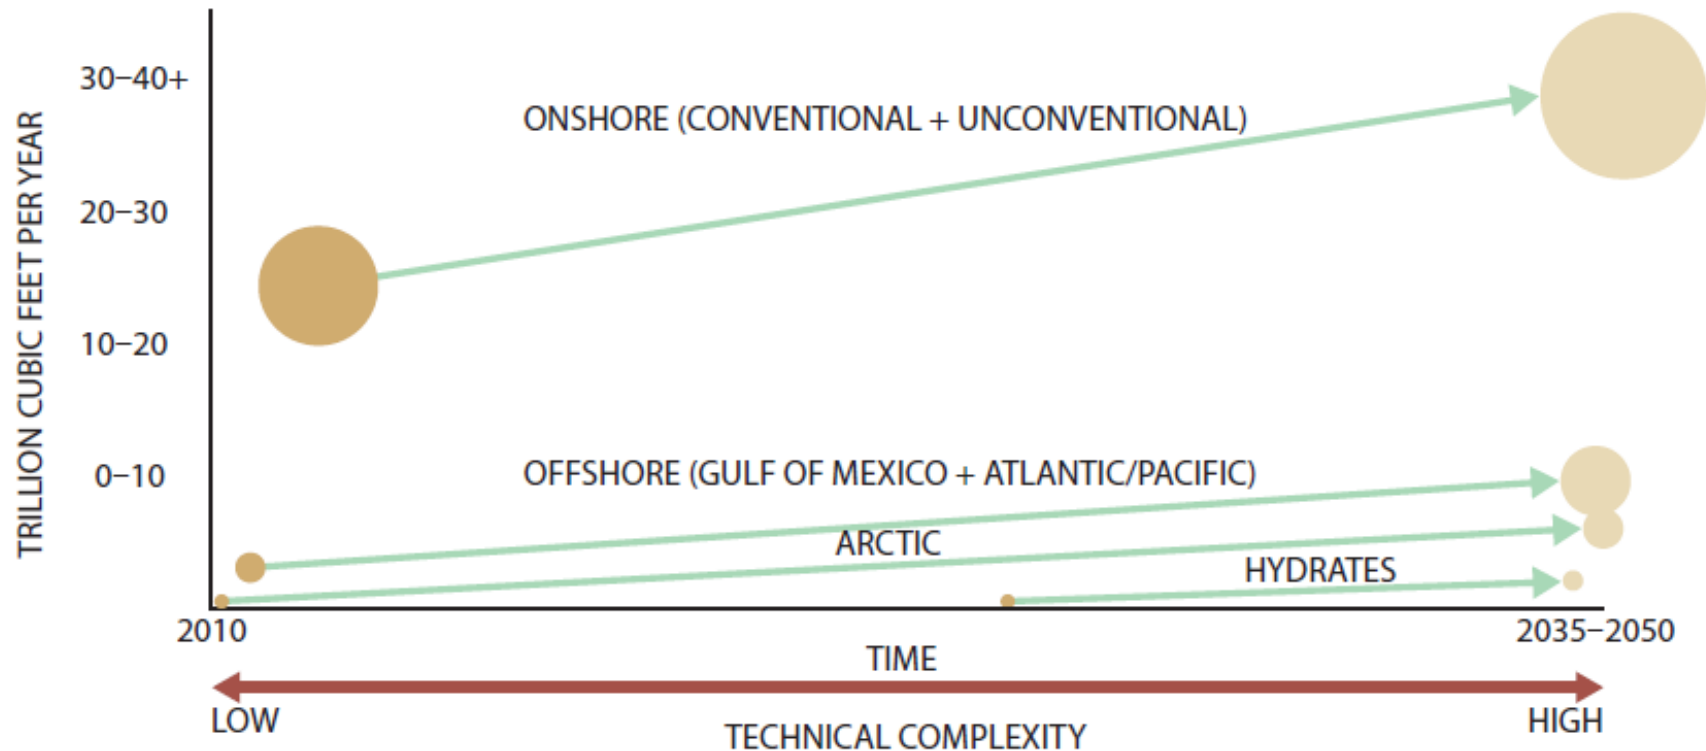 TRILLION CUBIC FEET PER YEAR
30–40+
20–30
10–20
0–10
ONSHORE (CONVENTIONAL + UNCONVENTIONAL)
OFFSHORE (GULF OF MEXICO + ATLANTIC/PACIFIC)
ARCTIC
HYDRATES
2010
2035–2050
TIME
LOW
HIGH
TECHNICAL COMPLEXITY